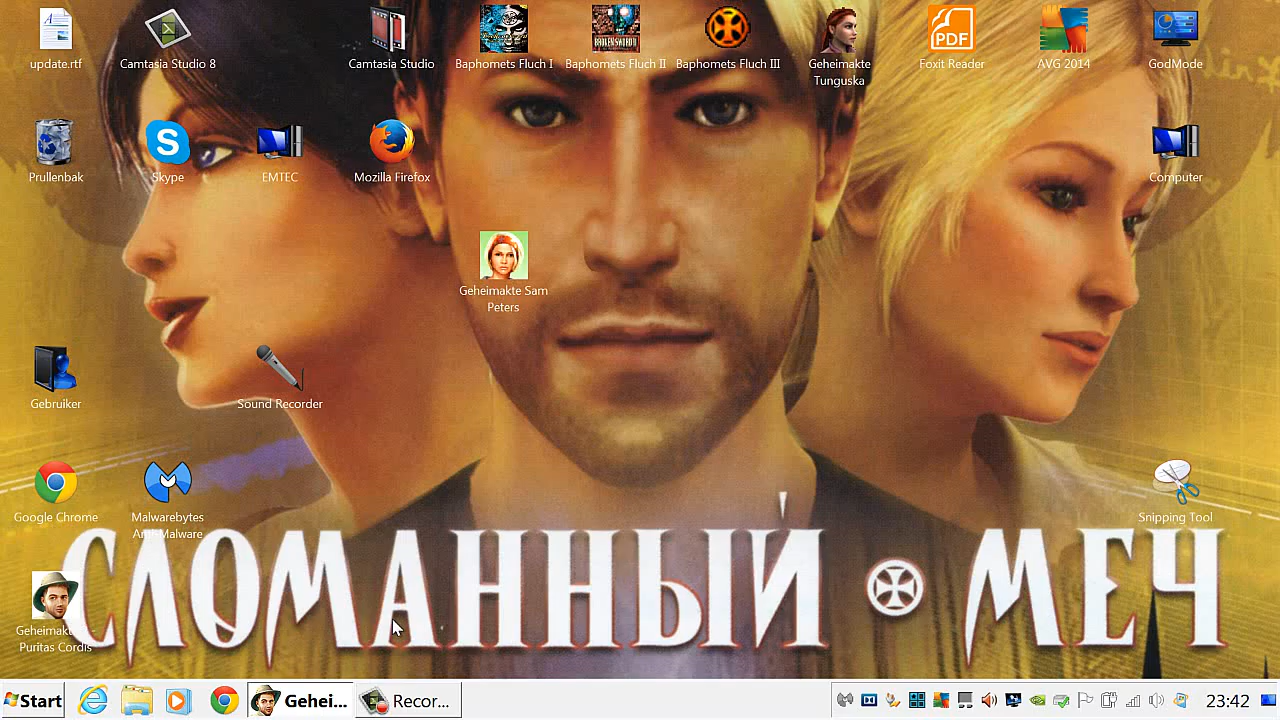 update.rtf
Camtasia Studio 8
Camtasia Studio
Baphomets Fluch I
Baphomets Fluch II
Baphomets Fluch III
Geheimakte
Tunguska
PDF
Foxit Reader
AVG 2014
GodMode
Prullenbak
Skype
EMTEC
Mozilla Firefox
Computer
Geheimakte Sam
Peters
Gebruiker
Sound Recorder
Google Chrome
Malwarebytes
Anti-Malware
Snipping Tool
СЛОМАННЫЙ МЕЧ
Geheimakte
Puritas Cordis
Start
Gehei...
Recor...
23:42